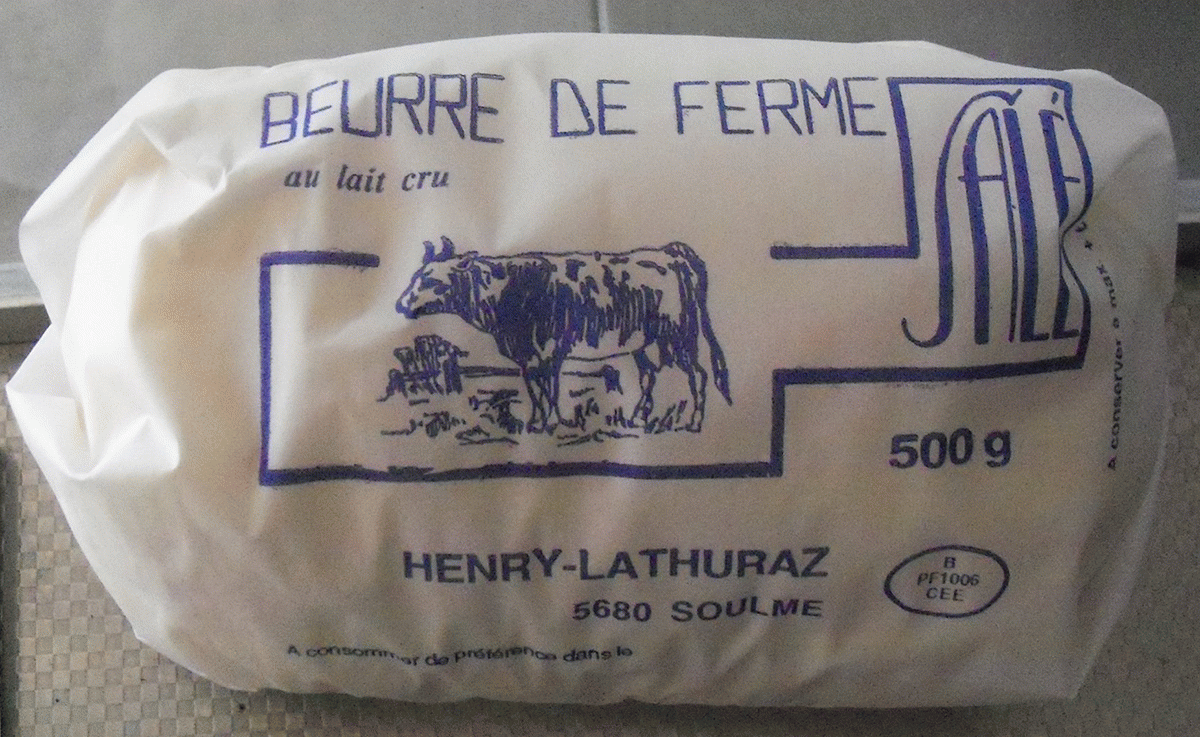 BEURRE DE FERME
SALÉ
au lait cru
A conserver à max. +
500 g
HENRY-LATHURAZ
5680 SOULME
B
PF1006
CEE
A consommer de préférence dans le